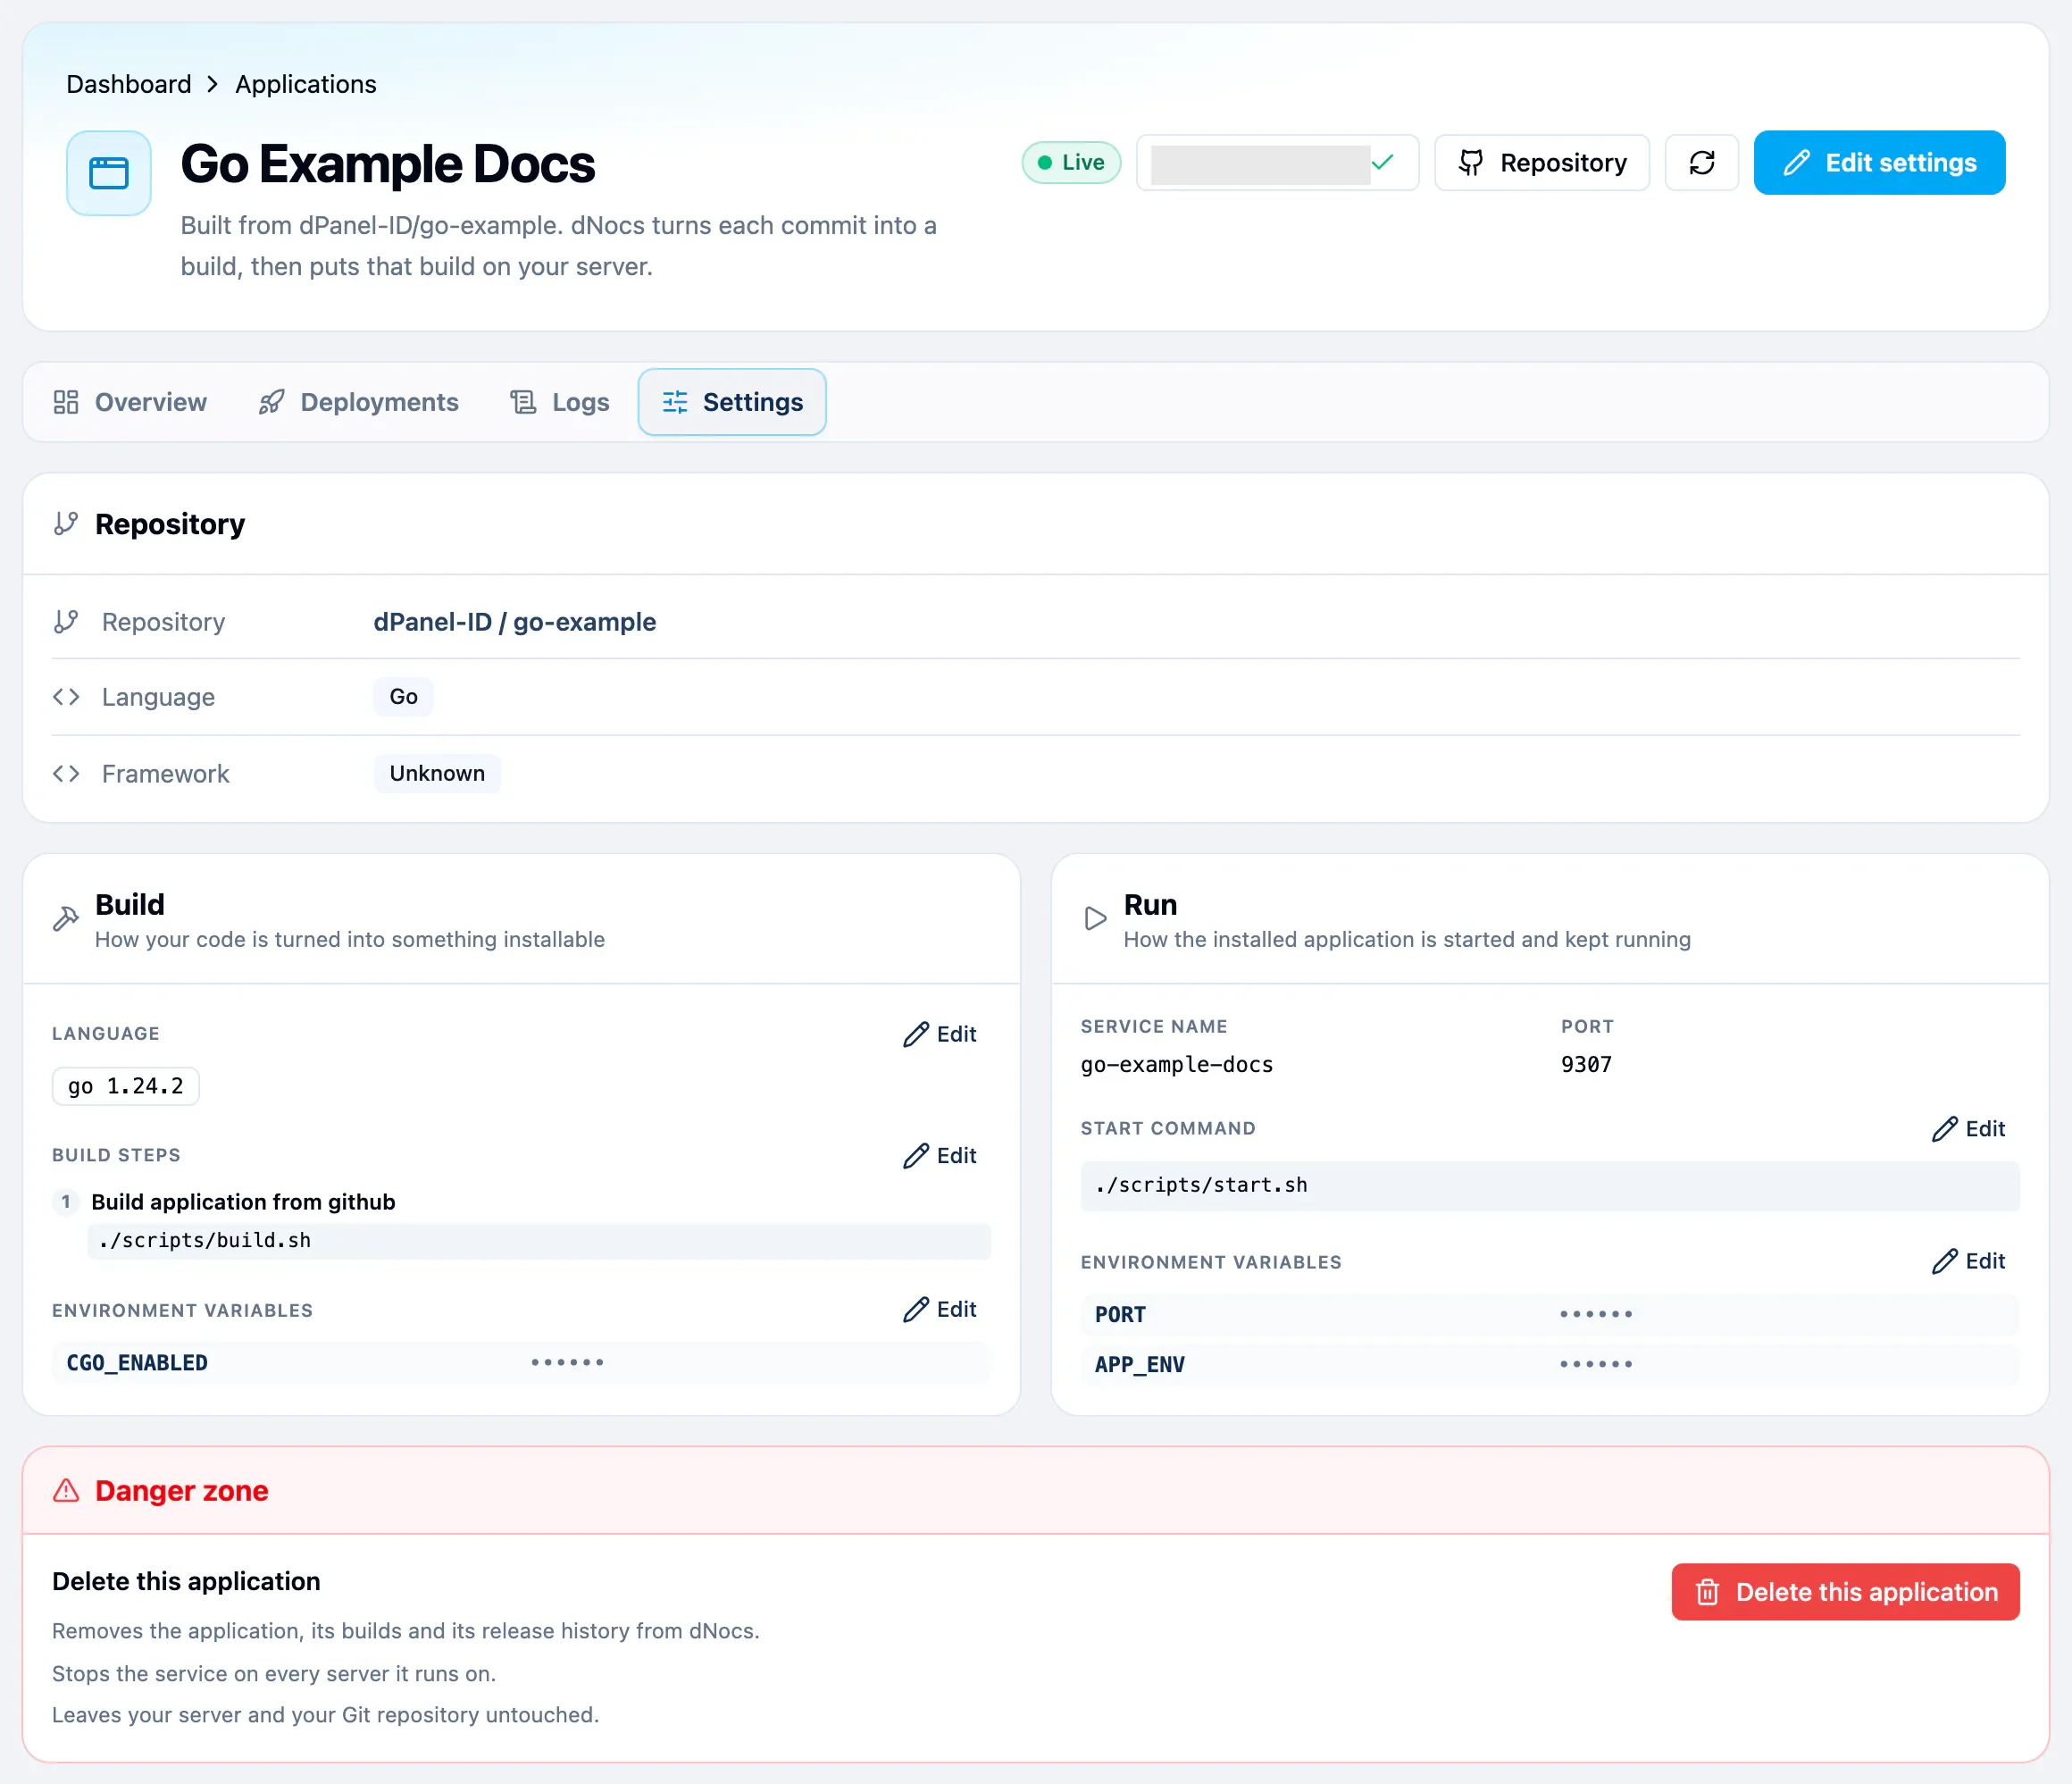 Dashboard > Applications
Go Example Docs
Live
Repository
Edit settings
Built from dPanel-ID/go-example. dNocs turns each commit into a
build, then puts that build on your server.
Overview
Deployments
Logs
Settings
Repository
Repository
dPanel-ID / go-example
Language
Go
Framework
Unknown
Build
How your code is turned into something installable
LANGUAGE
Edit
go 1.24.2
BUILD STEPS
Edit
1 Build application from github
./scripts/build.sh
ENVIRONMENT VARIABLES
Edit
CGO_ENABLED ••••••
Run
How the installed application is started and kept running
SERVICE NAME
PORT
go-example-docs
9307
START COMMAND
Edit
./scripts/start.sh
ENVIRONMENT VARIABLES
Edit
PORT ••••••
APP_ENV ••••••
Danger zone
Delete this application
Delete this application
Removes the application, its builds and its release history from dNocs.
Stops the service on every server it runs on.
Leaves your server and your Git repository untouched.